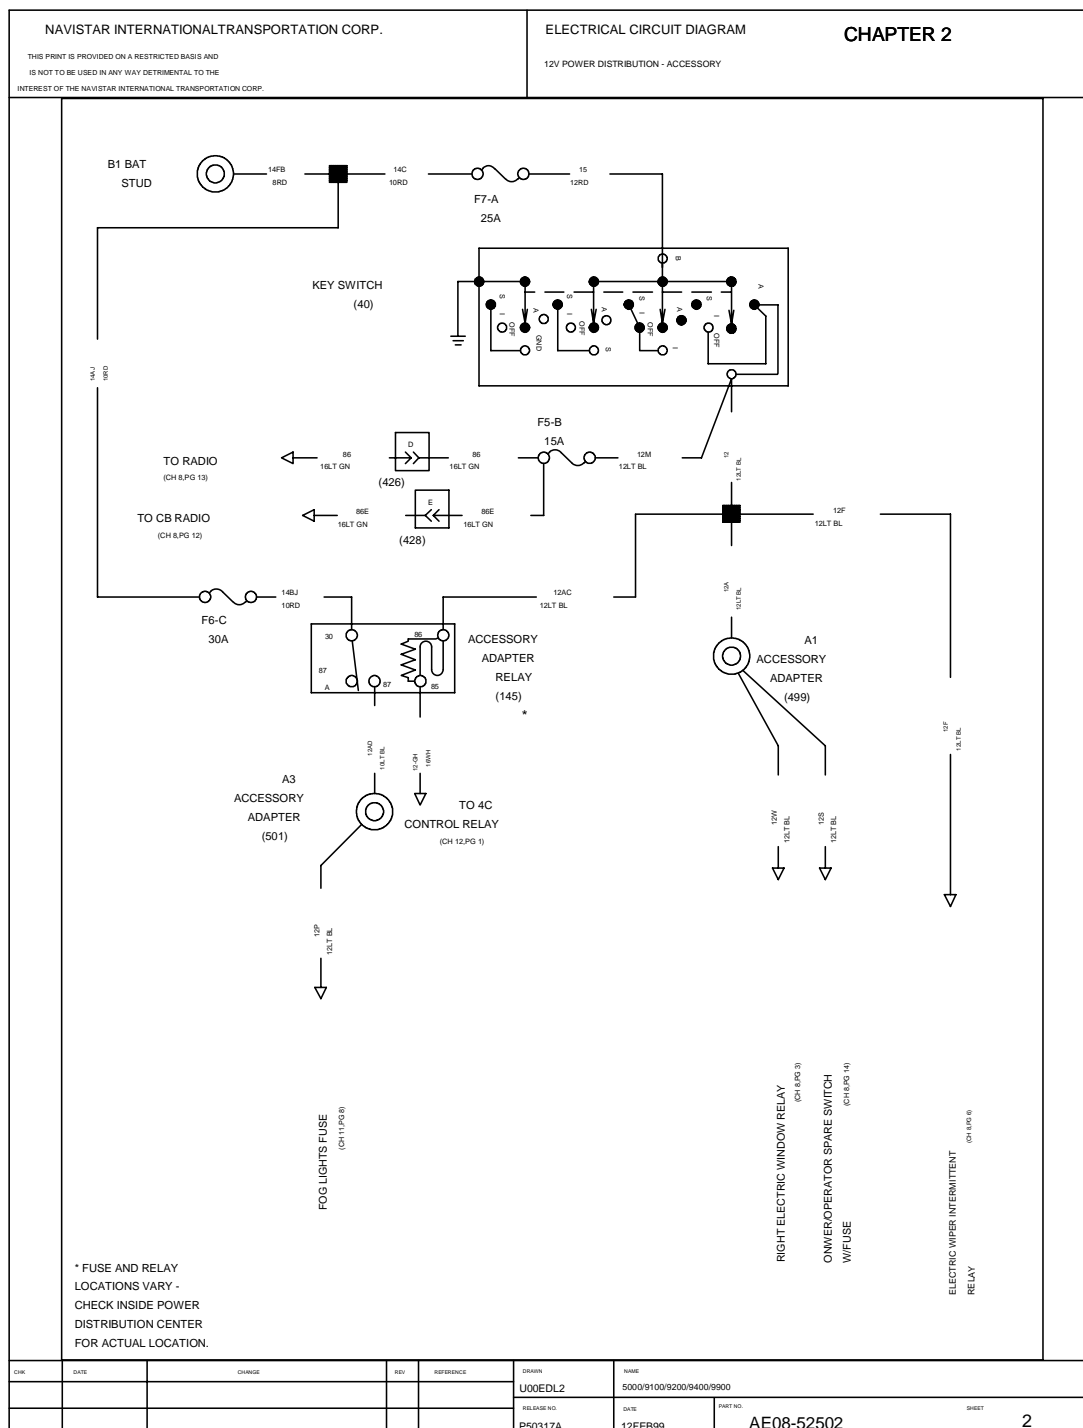 NAVISTAR INTERNATIONALTRANSPORTATION CORP.
THIS PRINT IS PROVIDED ON A RESTRICTED BASIS AND
IS NOT TO BE USED IN ANY WAY DETRIMENTAL TO THE
INTEREST OF THE NAVISTAR INTERNATIONAL TRANSPORTATION CORP.
ELECTRICAL CIRCUIT DIAGRAM
CHAPTER 2
12V POWER DISTRIBUTION - ACCESSORY
B1 BAT
STUD
14FB
8RD
14C
10RD
F7-A
25A
15
12RD
KEY SWITCH
(40)
B
S
I
OFF
A
GND
S
I
OFF
A
S
S
I
OFF
A
I
S
I
OFF
A
14AJ
10RD
F5-B
15A
TO RADIO
(CH 8,PG 13)
86
16LT GN
D
(426)
86
16LT GN
12M
12LT BL
12
12LT BL
TO CB RADIO
(CH 8,PG 12)
86E
16LT GN
E
(428)
86E
16LT GN
12F
12LT BL
F6-C
30A
14BJ
10RD
12AC
12LT BL
12A
12LT BL
30
86
87
A
87
85
ACCESSORY
ADAPTER
RELAY
(145)
*
A1
ACCESSORY
ADAPTER
(499)
12AD
10LT BL
12-GH
16WH
12F
12LT BL
A3
ACCESSORY
ADAPTER
(501)
TO 4C
CONTROL RELAY
(CH 12,PG 1)
12W
12LT BL
12S
12LT BL
12P
12LT BL
FOG LIGHTS FUSE
(CH 11,PG 8)
RIGHT ELECTRIC WINDOW RELAY
(CH 8,PG 3)
ONWER/OPERATOR SPARE SWITCH
W/FUSE
(CH 8,PG 14)
ELECTRIC WIPER INTERMITTENT
RELAY
(CH 8,PG 6)
* FUSE AND RELAY
LOCATIONS VARY -
CHECK INSIDE POWER
DISTRIBUTION CENTER
FOR ACTUAL LOCATION.
CHK
DATE
CHANGE
REV
REFERENCE
DRAWN
U00EDL2
NAME
5000/9100/9200/9400/9900
RELEASE NO.
P50317A
DATE
12FEB99
PART NO.
AE08-52502
SHEET
2